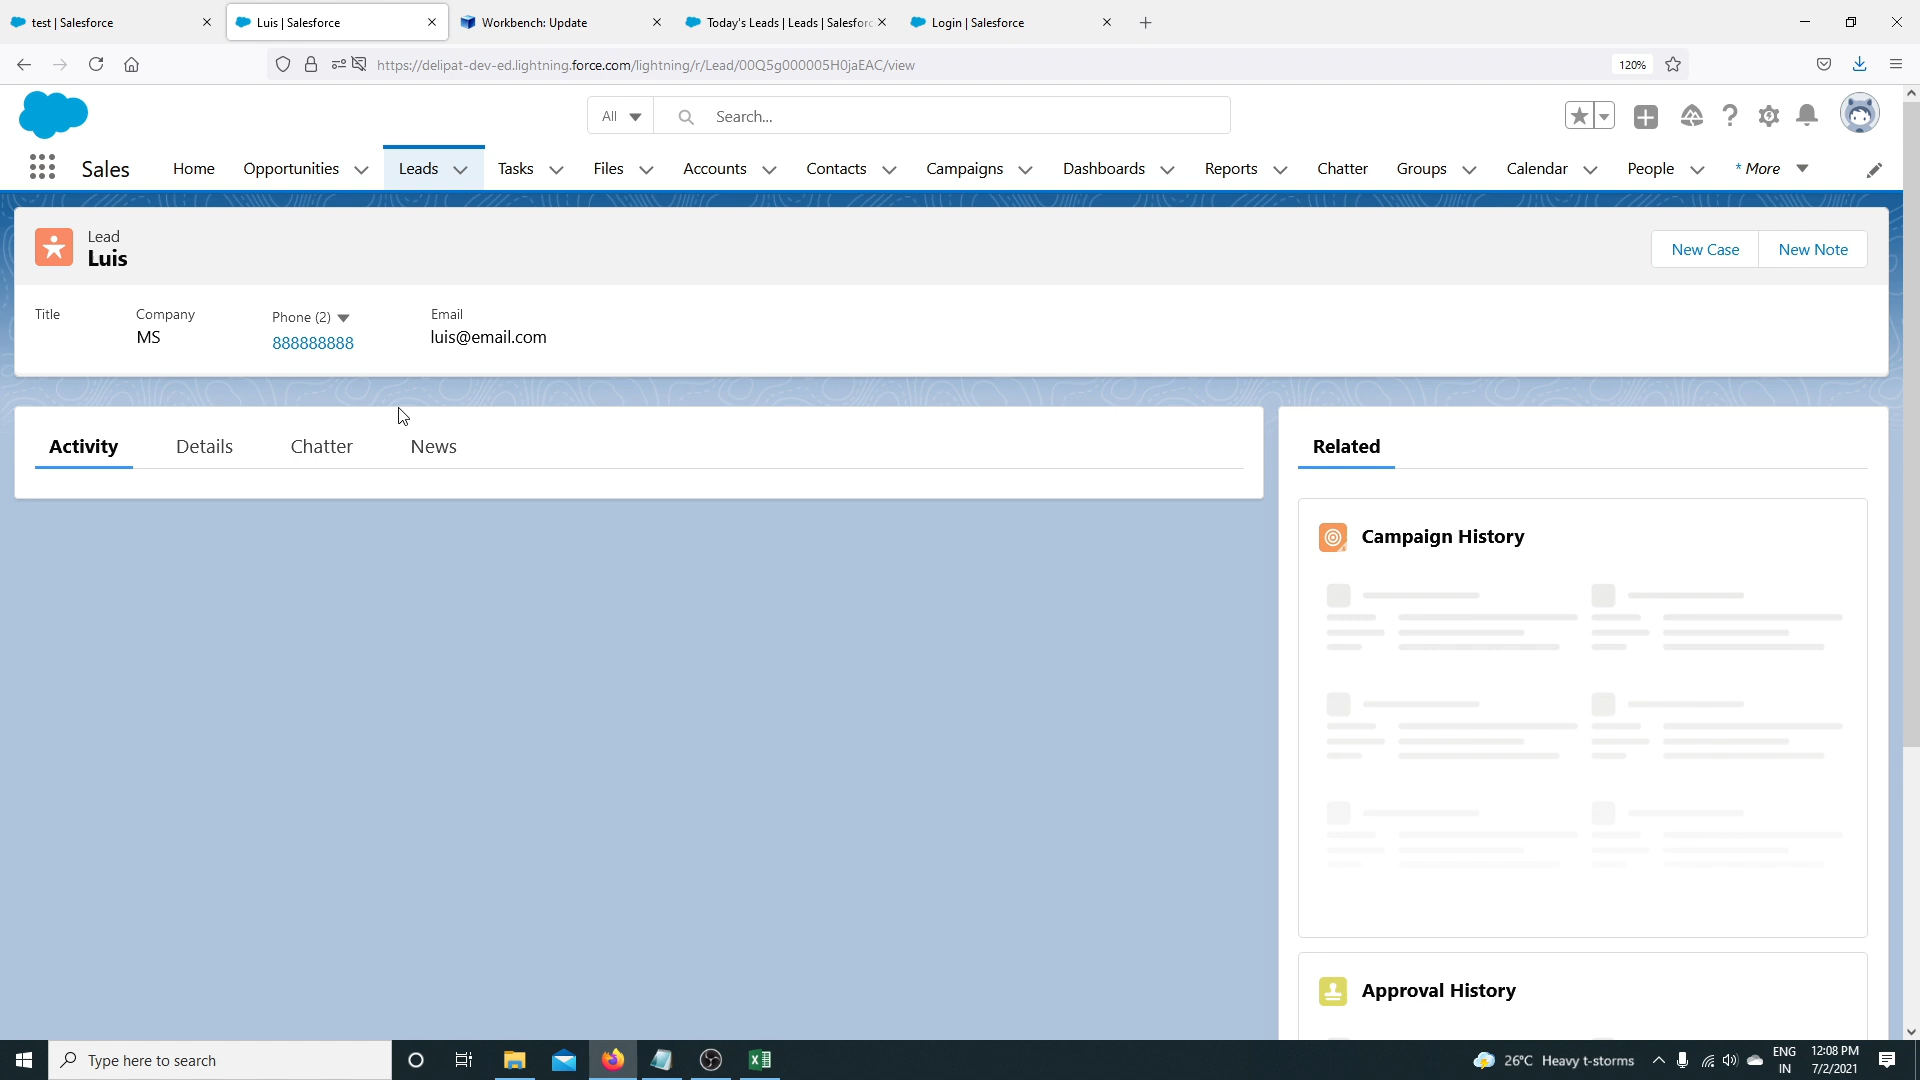 test | Salesforce
Luis | Salesforce
Workbench: Update
Today's Leads | Leads | Salesforc
Login | Salesforce
https://delipat-dev-ed.lightning.force.com/lightning/r/Lead/00Q5g000005H0jaEAC/view
120%
All
Search...
Sales
Home
Opportunities
Leads
Tasks
Files
Accounts
Contacts
Campaigns
Dashboards
Reports
Chatter
Groups
Calendar
People
* More
Lead
Luis
New Case
New Note
Title
Company
MS
Phone (2)
888888888
Email
luis@email.com
Activity
Details
Chatter
News
Related
Campaign History
Approval History
Type here to search
26°C Heavy t-storms
ENG
IN
12:08 PM
7/2/2021